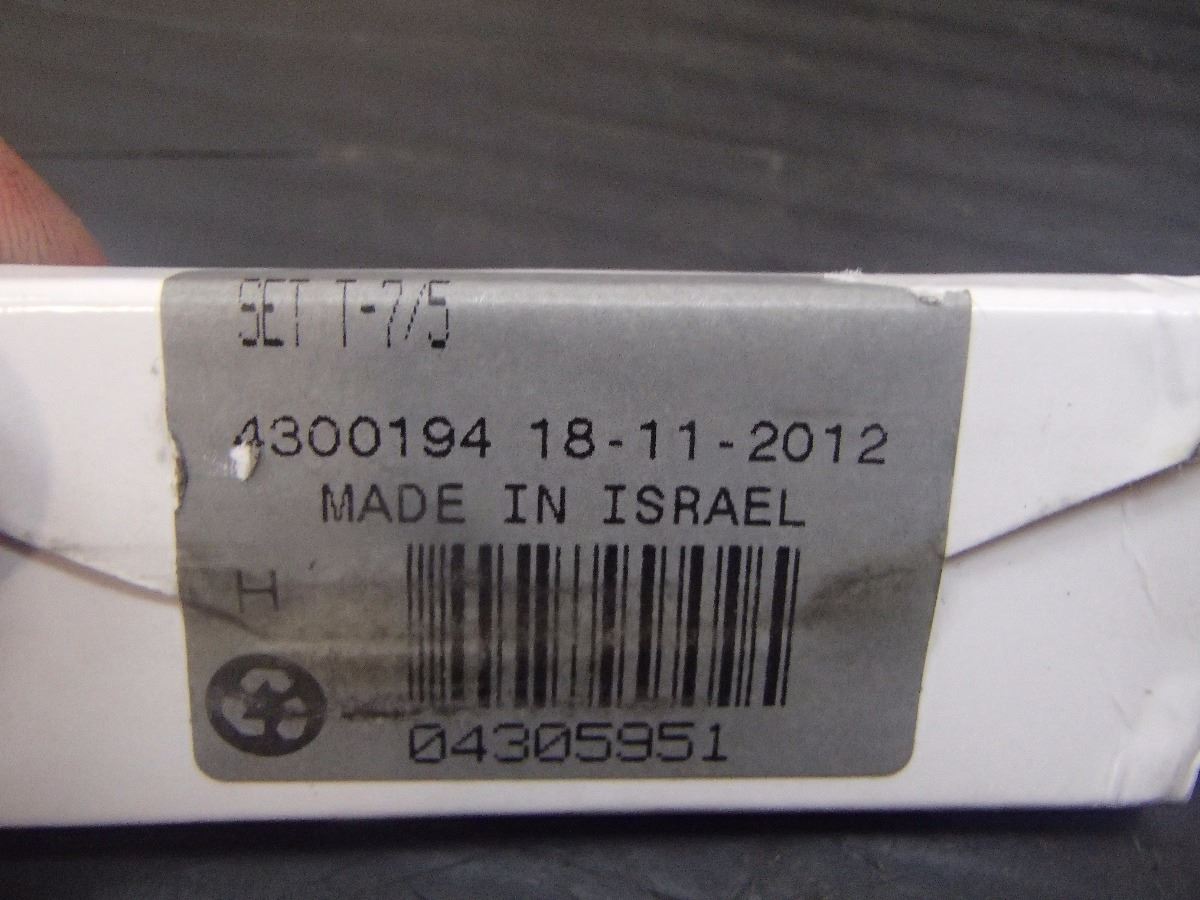 SET T-7/5
4300194 18-11-2012
MADE IN ISRAEL
H
04305951